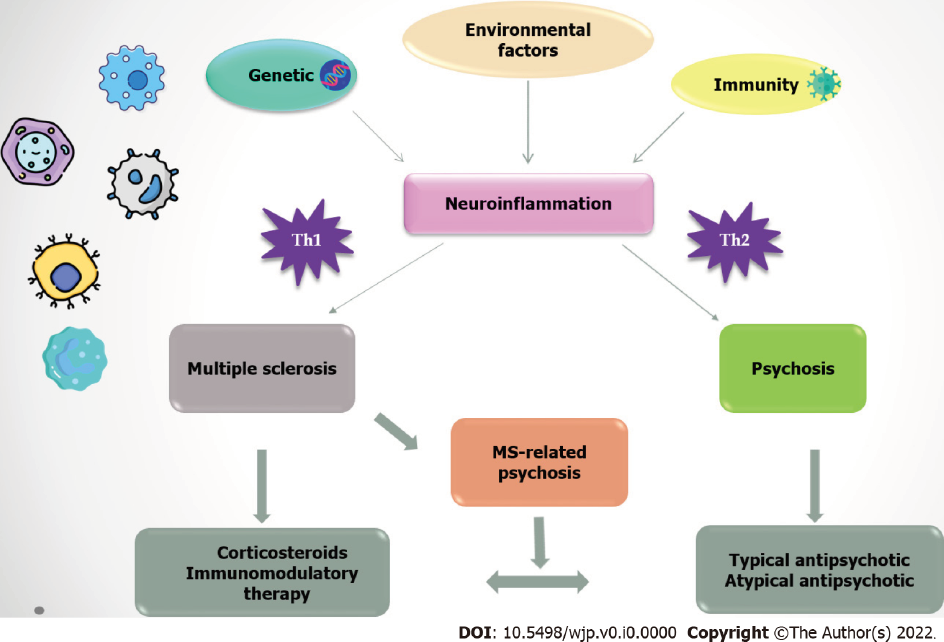 Environmental
factors
Genetic
Immunity
Neuroinflammation
Th1
Th2
Multiple sclerosis
Psychosis
MS-related
psychosis
Corticosteroids
Immunomodulatory
therapy
Typical antipsychotic
Atypical antipsychotic
DOI: 10.5498/wjp.v0.i0.0000 Copyright ©The Author(s) 2022.